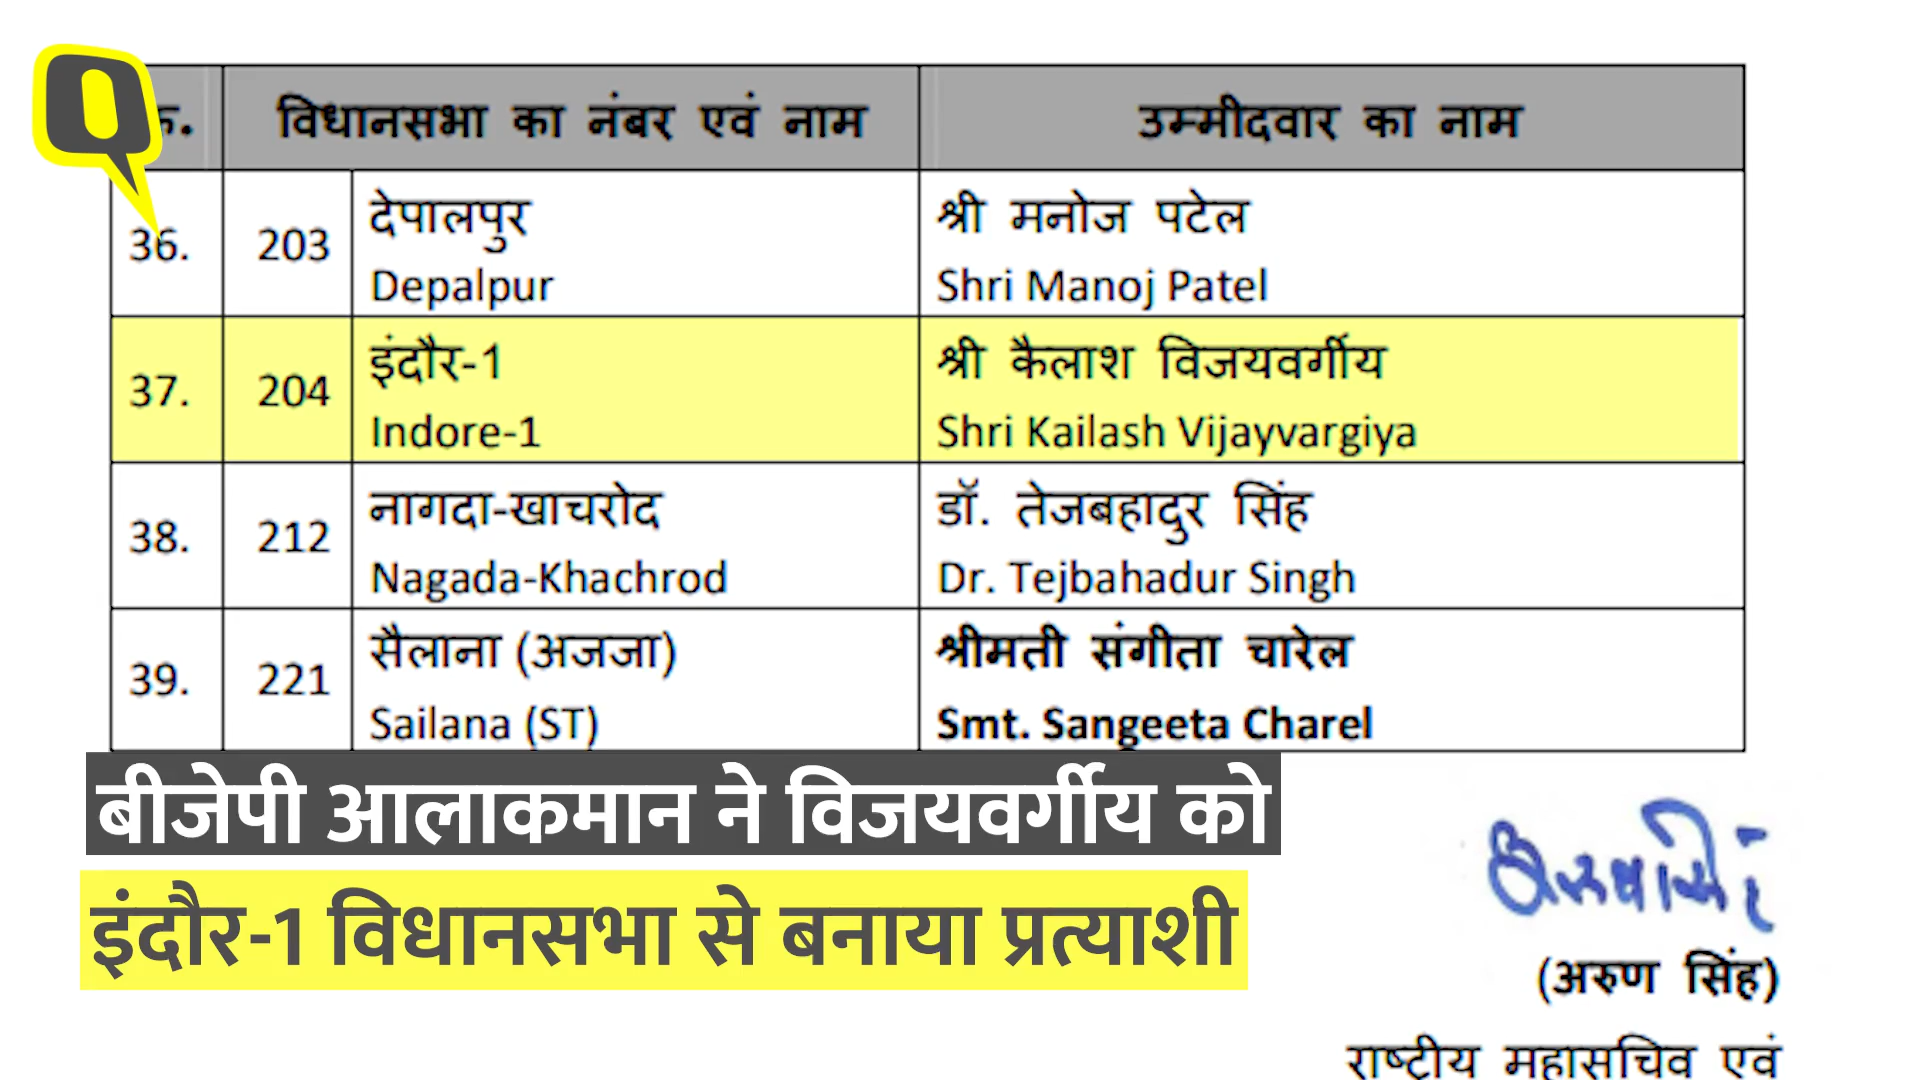 क्र. विधानसभा का नंबर एवं नाम उम्मीदवार का नाम
36. 203 देपालपुर श्री मनोज पटेल
Depalpur Shri Manoj Patel
37. 204 इंदौर-1 श्री कैलाश विजयवर्गीय
Indore-1 Shri Kailash Vijayvargiya
38. 212 नागदा-खाचरोद डॉ. तेजबहादुर सिंह
Nagada-Khachrod Dr. Tejbahadur Singh
39. 221 सैलाना (अजजा) श्रीमती संगीता चारेल
Sailana (ST) Smt. Sangeeta Charel
बीजेपी आलाकमान ने विजयवर्गीय को
इंदौर-1 विधानसभा से बनाया प्रत्याशी
(अरुण सिंह)
राष्ट्रीय महासचिव एवं